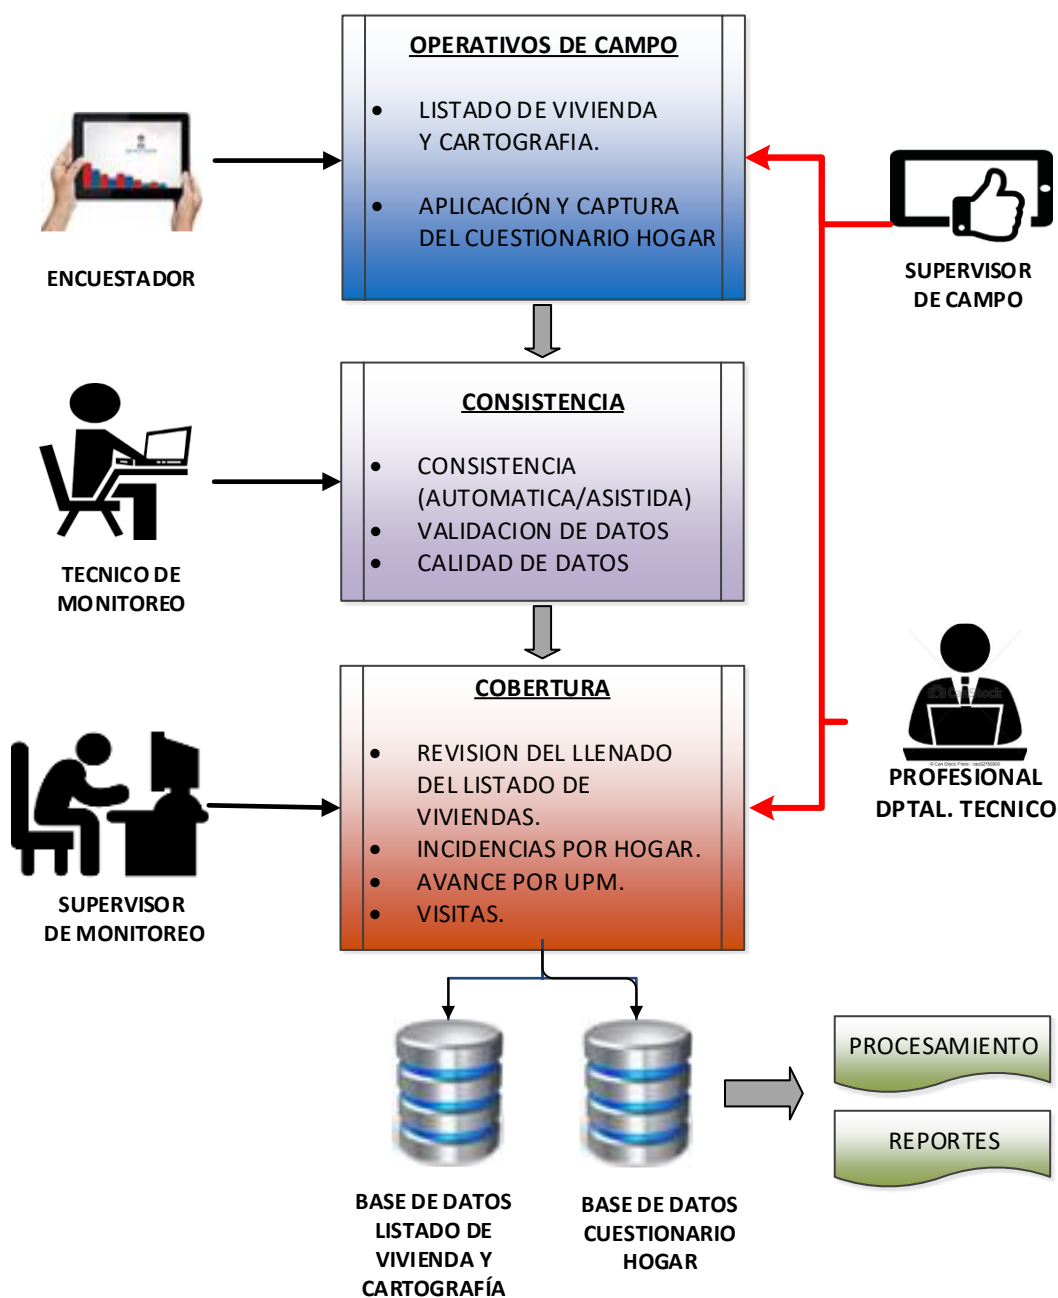 OPERATIVOS DE CAMPO
• LISTADO DE VIVIENDA
Y CARTOGRAFIA.
• APLICACIÓN Y CAPTURA
DEL CUESTIONARIO HOGAR
ENCUESTADOR
SUPERVISOR
DE CAMPO
CONSISTENCIA
• CONSISTENCIA
(AUTOMATICA/ASISTIDA)
• VALIDACION DE DATOS
• CALIDAD DE DATOS
TECNICO DE
MONITOREO
COBERTURA
• REVISION DEL LLENADO
DEL LISTADO DE
VIVIENDAS.
• INCIDENCIAS POR HOGAR.
• AVANCE POR UPM.
• VISITAS.
SUPERVISOR
DE MONITOREO
Can Stock
PROFESIONAL
DPTAL. TECNICO
PROCESAMIENTO
REPORTES
BASE DE DATOS
LISTADO DE
VIVIENDA Y
CARTOGRAFÍA
BASE DE DATOS
CUESTIONARIO
HOGAR